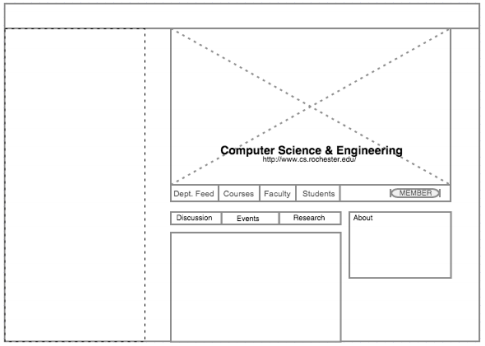 Computer Science & Engineering
http://www.cs.rochester.edu/
Dept. Feed Courses Faculty Students MEMBER
Discussion Events Research About